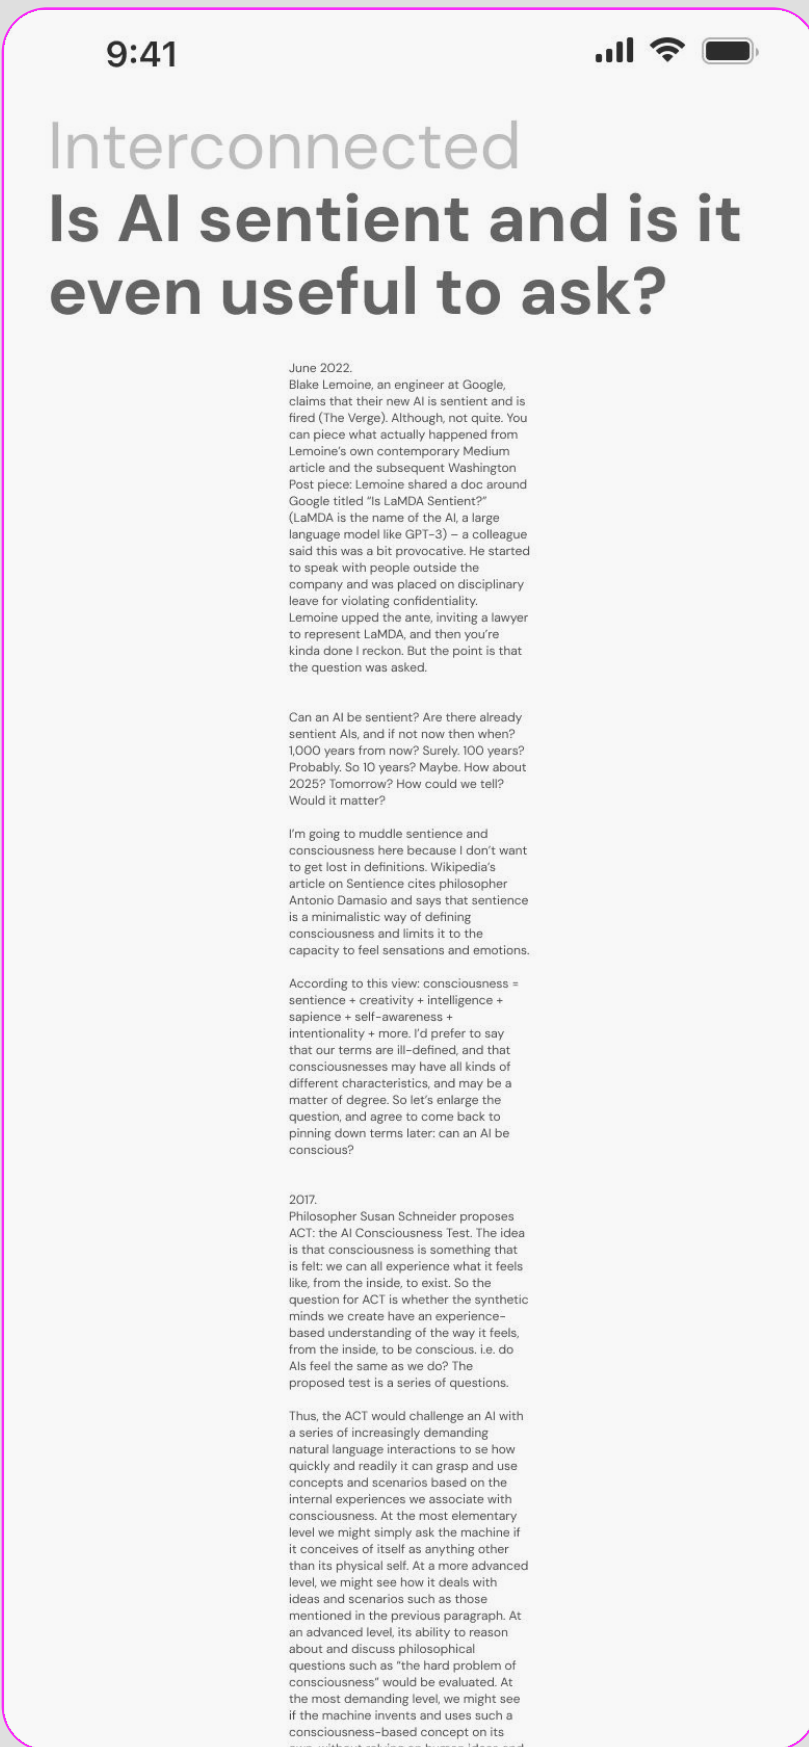 9:41
Interconnected
Is AI sentient and is it
even useful to ask?
June 2022.
Blake Lemoine, an engineer at Google,
claims that their new AI is sentient and is
fired (The Verge). Although, not quite. You
can piece what actually happened from
Lemoine's own contemporary Medium
article and the subsequent Washington
Post piece: Lemoine shared a doc around
Google titled “Is LaMDA Sentient?”
(LaMDA is the name of the AI, a large
language model like GPT-3) – a colleague
said this was a bit provocative. He started
to speak with people outside the
company and was placed on disciplinary
leave for violating confidentiality.
Lemoine upped the ante, inviting a lawyer
to represent LaMDA, and then you're
kinda done I reckon. But the point is that
the question was asked.
Can an AI be sentient? Are there already
sentient AIs, and if not now then when?
1,000 years from now? Surely. 100 years?
Probably. So 10 years? Maybe. How about
2025? Tomorrow? How could we tell?
Would it matter?
I'm going to muddle sentience and
consciousness here because I don't want
to get lost in definitions. Wikipedia's
article on Sentience cites philosopher
Antonio Damasio and says that sentience
is a minimalistic way of defining
consciousness and limits it to the
capacity to feel sensations and emotions.
According to this view: consciousness =
sentience + creativity + intelligence +
sapience + self-awareness +
intentionality + more. I'd prefer to say
that our terms are ill-defined, and that
consciousnesses may have all kinds of
different characteristics, and may be a
matter of degree. So let's enlarge the
question, and agree to come back to
pinning down terms later: can an AI be
conscious?
2017.
Philosopher Susan Schneider proposes
ACT: the AI Consciousness Test. The idea
is that consciousness is something that
is felt: we can all experience what it feels
like, from the inside, to exist. So the
question for ACT is whether the synthetic
minds we create have an experience-
based understanding of the way it feels,
from the inside, to be conscious. i.e. do
AIs feel the same as we do? The
proposed test is a series of questions.
Thus, the ACT would challenge an AI with
a series of increasingly demanding
natural language interactions to se how
quickly and readily it can grasp and use
concepts and scenarios based on the
internal experiences we associate with
consciousness. At the most elementary
level we might simply ask the machine if
it conceives of itself as anything other
than its physical self. At a more advanced
level, we might see how it deals with
ideas and scenarios such as those
mentioned in the previous paragraph. At
an advanced level, its ability to reason
about and discuss philosophical
questions such as “the hard problem of
consciousness” would be evaluated. At
the most demanding level, we might see
if the machine invents and uses such a
consciousness-based concept on its